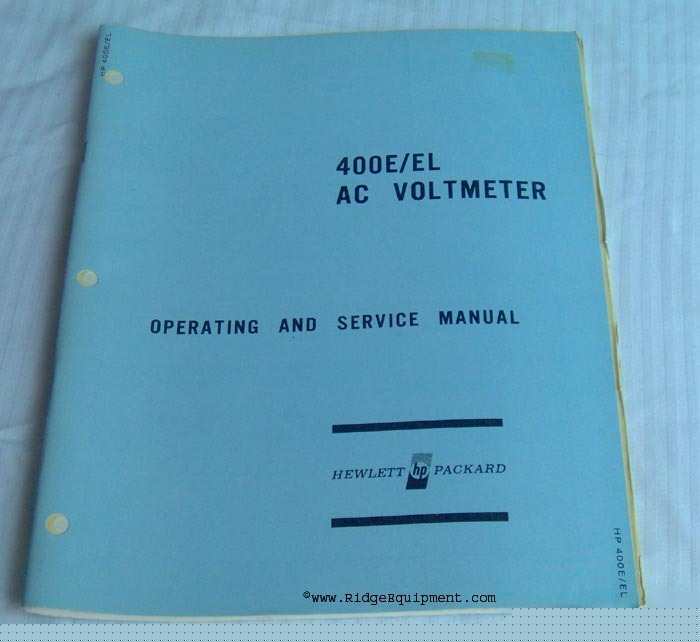 HP 400E/EL
400E/EL
AC VOLTMETER
OPERATING AND SERVICE MANUAL
HEWLETT hp PACKARD
HP 400E/EL
©www.RidgeEquipment.com